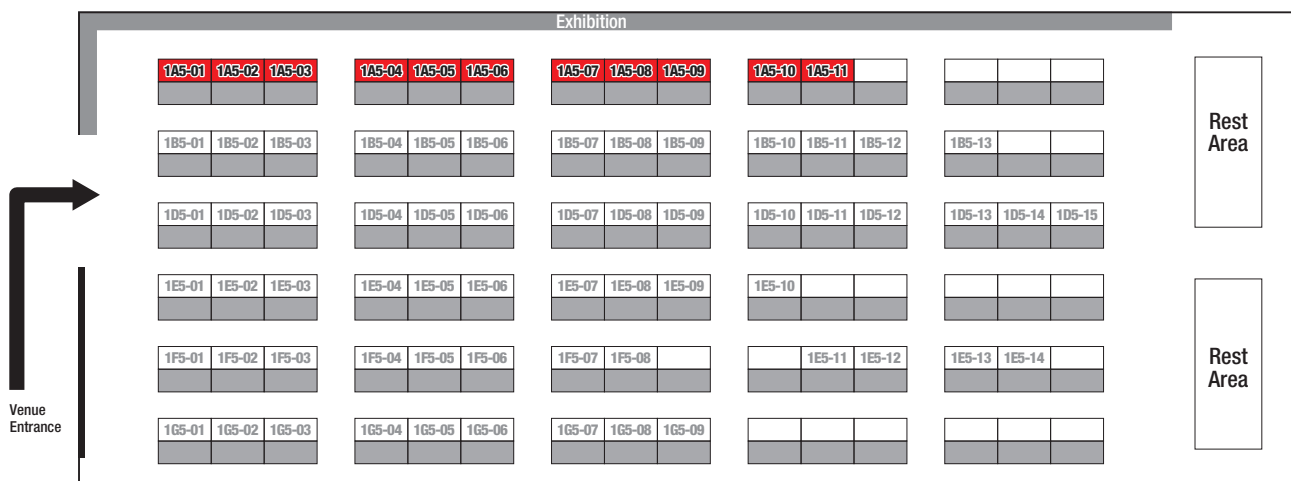 Exhibition
1A5-01 1A5-02 1A5-03 1A5-04 1A5-05 1A5-06 1A5-07 1A5-08 1A5-09 1A5-10 1A5-11
1B5-01 1B5-02 1B5-03 1B5-04 1B5-05 1B5-06 1B5-07 1B5-08 1B5-09 1B5-10 1B5-11 1B5-12 1B5-13
Rest
Area
1D5-01 1D5-02 1D5-03 1D5-04 1D5-05 1D5-06 1D5-07 1D5-08 1D5-09 1D5-10 1D5-11 1D5-12 1D5-13 1D5-14 1D5-15
1E5-01 1E5-02 1E5-03 1E5-04 1E5-05 1E5-06 1E5-07 1E5-08 1E5-09 1E5-10
1F5-01 1F5-02 1F5-03 1F5-04 1F5-05 1F5-06 1F5-07 1F5-08 1E5-11 1E5-12 1E5-13 1E5-14
Rest
Area
Venue
Entrance
1G5-01 1G5-02 1G5-03 1G5-04 1G5-05 1G5-06 1G5-07 1G5-08 1G5-09